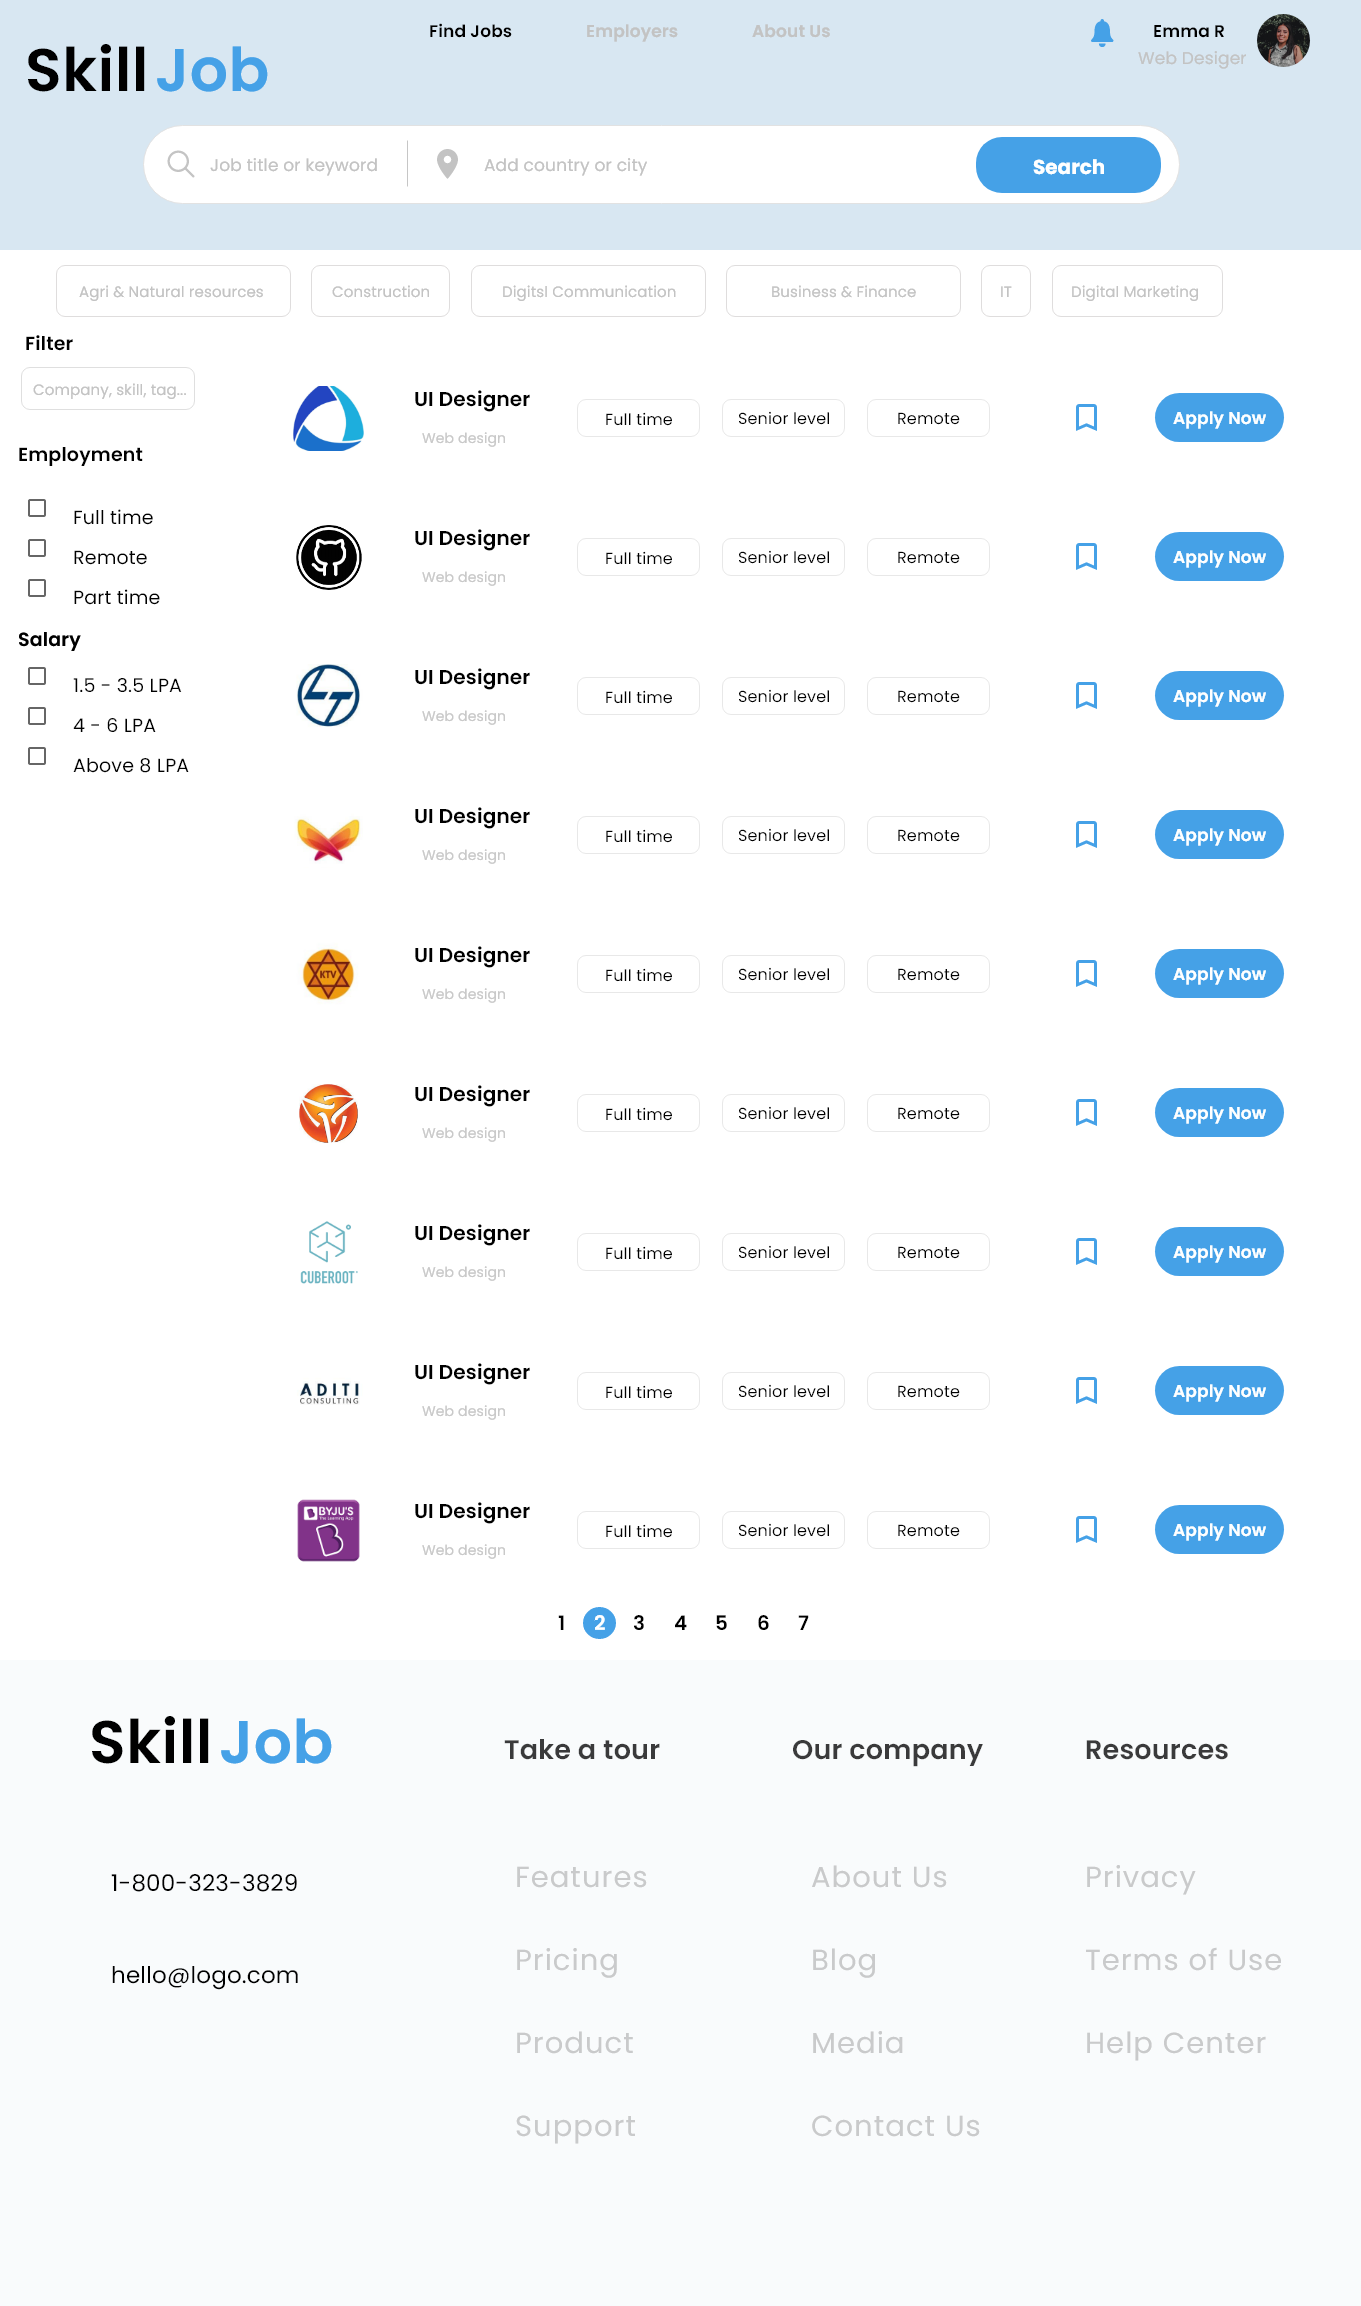 Find Jobs Employers About Us Emma R
Web Desiger
Skill Job
Job title or keyword Add country or city Search
Agri & Natural resources Construction Digitsl Communication Business & Finance IT Digital Marketing
Filter
Company, skill, tag...
Employment
Full time
Remote
Part time
Salary
1.5 - 3.5 LPA
4 - 6 LPA
Above 8 LPA
UI Designer
Web design
Full time Senior level Remote Apply Now
UI Designer
Web design
Full time Senior level Remote Apply Now
LT
UI Designer
Web design
Full time Senior level Remote Apply Now
UI Designer
Web design
Full time Senior level Remote Apply Now
KTV
UI Designer
Web design
Full time Senior level Remote Apply Now
UI Designer
Web design
Full time Senior level Remote Apply Now
CUBEROOT
UI Designer
Web design
Full time Senior level Remote Apply Now
ADITI
CONSULTING
UI Designer
Web design
Full time Senior level Remote Apply Now
BYJU'S
The Learning App
B
UI Designer
Web design
Full time Senior level Remote Apply Now
1 2 3 4 5 6 7
Skill Job
1-800-323-3829
hello@logo.com
Take a tour
Features
Pricing
Product
Support
Our company
About Us
Blog
Media
Contact Us
Resources
Privacy
Terms of Use
Help Center